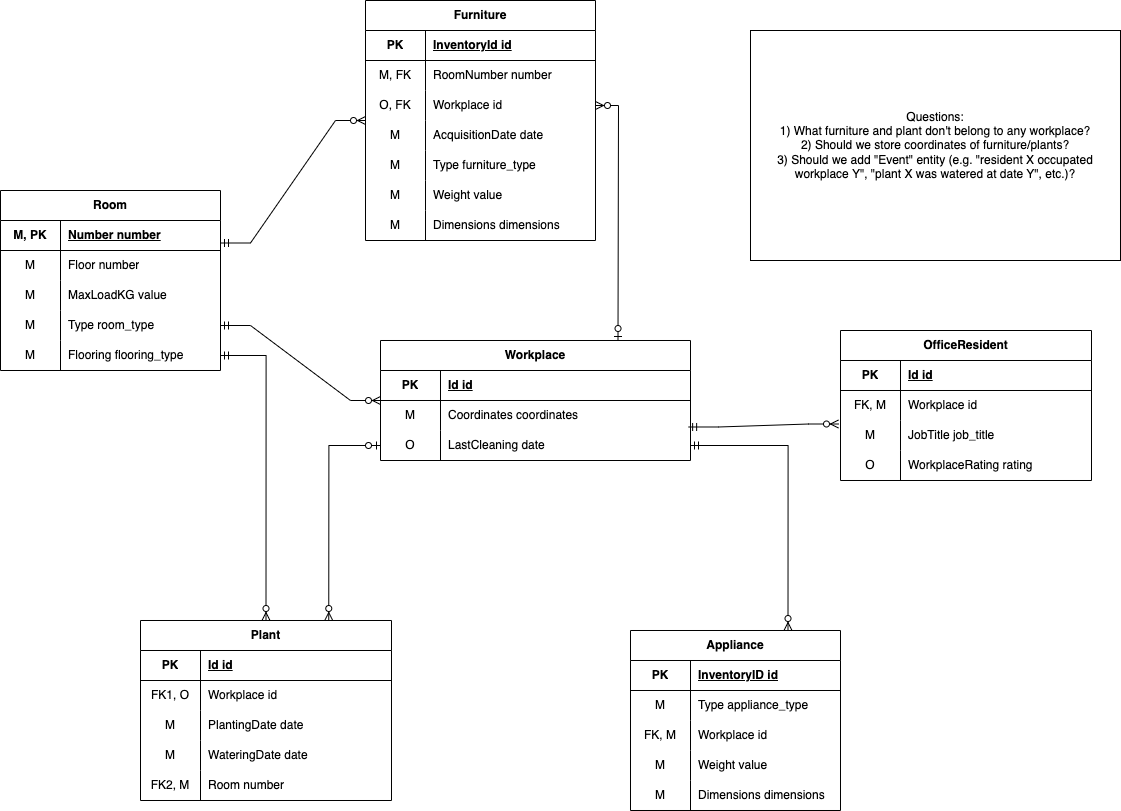 Furniture
PK InventoryId id
M, FK RoomNumber number
O, FK Workplace id
M AcquisitionDate date
M Type furniture_type
M Weight value
M Dimensions dimensions
Questions:
1) What furniture and plant don't belong to any workplace?
2) Should we store coordinates of furniture/plants?
3) Should we add "Event" entity (e.g. "resident X occupated
workplace Y", "plant X was watered at date Y", etc.)?
Room
M, PK Number number
M Floor number
M MaxLoadKG value
M Type room_type
M Flooring flooring_type
Workplace
PK Id id
M Coordinates coordinates
O LastCleaning date
OfficeResident
PK Id id
FK, M Workplace id
M JobTitle job_title
O WorkplaceRating rating
Plant
PK Id id
FK1, O Workplace id
M PlantingDate date
M WateringDate date
FK2, M Room number
Appliance
PK InventoryID id
M Type appliance_type
FK, M Workplace id
M Weight value
M Dimensions dimensions